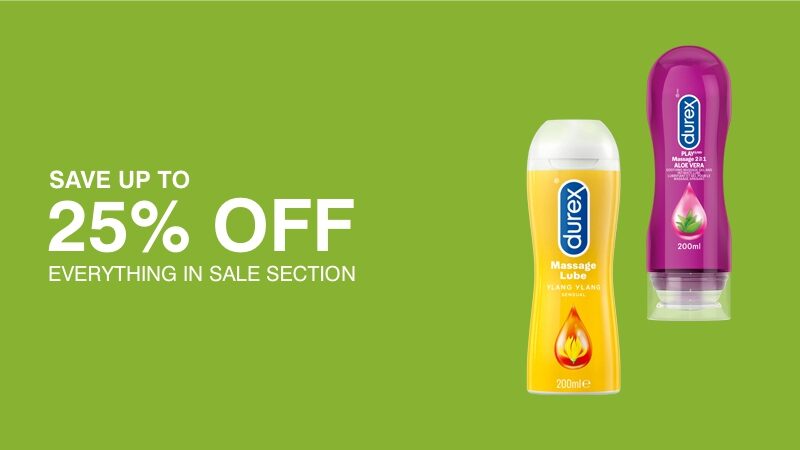 SAVE UP TO
25% OFF
EVERYTHING IN SALE SECTION
durex
Massage
Lube
YLANG YLANG
SENSUAL
200ml℮
durex
PLAY
Massage 2 in 1
ALOE VERA
200ml